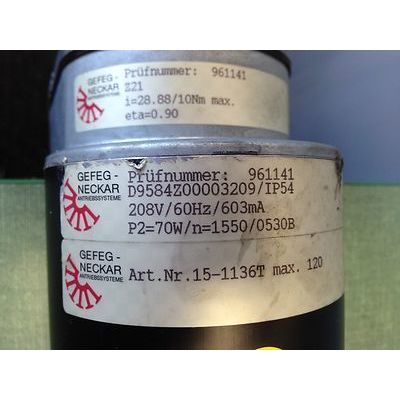 GEFEG -
NECKAR
ANTRIEBSSYSTEME
Prüfnummer: 961141
Z21
i=28.88/10Nm max.
eta=0.90
GEFEG -
NECKAR
ANTRIEBSSYSTEME
Prüfnummer: 961141
D9584Z00003209/IP54
208V/60Hz/603mA
P2=70W/n=1550/0530B
GEFEG -
NECKAR
ANTRIEBSSYSTEME
Art.Nr.15-1136T max. 120